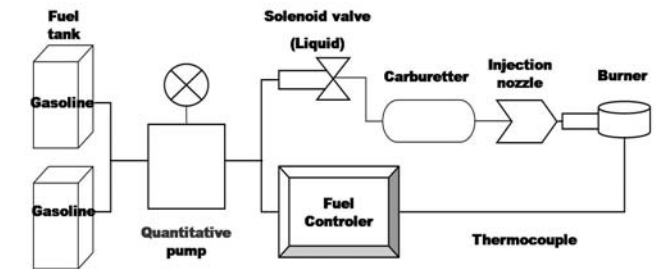 Fuel
tank
Solenoid valve
(Liquid)
Carburetter
Injection
nozzle
Burner
Gasoline
Gasoline
Quantitative
pump
Fuel
Controler
Thermocouple